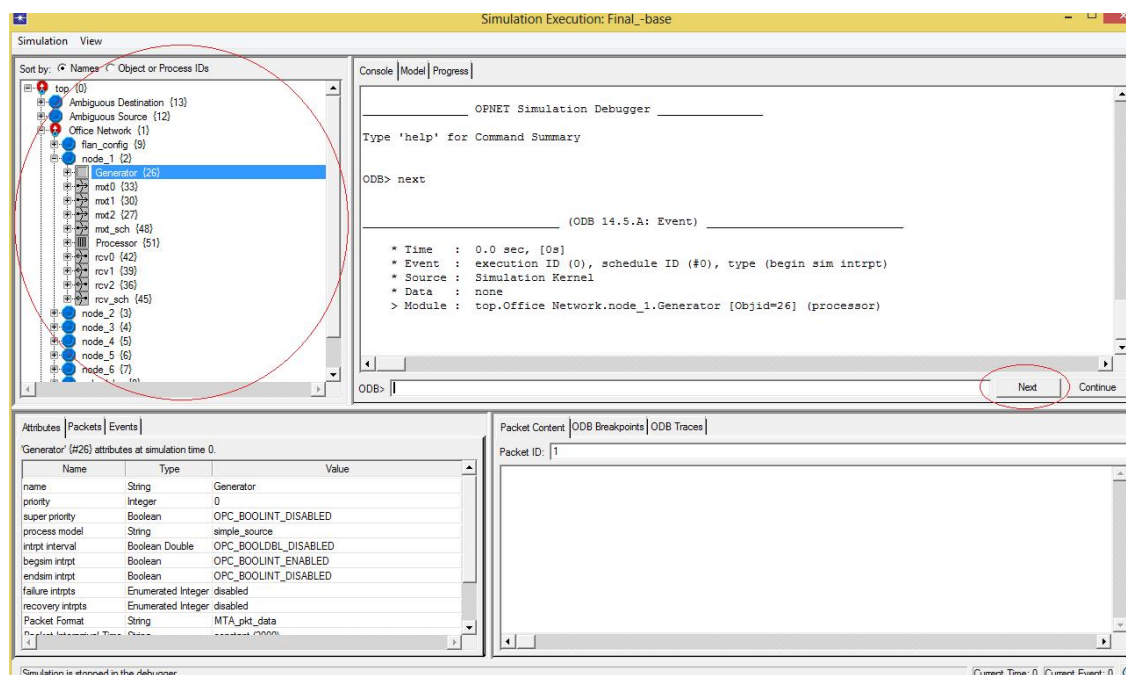 Simulation Execution: Final_-base
Simulation View
Sort by: Names Object or Process IDs
top {0}
Ambiguous Destination {13}
Ambiguous Source {12}
Office Network {1}
flan_config {9}
node_1 {2}
Generator {26}
mxt0 {33}
mxt1 {30}
mxt2 {27}
mxt_sch {48}
Processor {51}
rcv0 {42}
rcv1 {39}
rcv2 {36}
rcv_sch {45}
node_2 {3}
node_3 {4}
node_4 {5}
node_5 {6}
node_6 {7}
Console Model Progress
OPNET Simulation Debugger
Type 'help' for Command Summary
ODB> next
(ODB 14.5.A: Event)
* Time : 0.0 sec, [0s]
* Event : execution ID (0), schedule ID (#0), type (begin sim intrpt)
* Source : Simulation Kernel
* Data : none
> Module : top.Office Network.node_1.Generator [Objid=26] (processor)
ODB>
Next Continue
Attributes Packets Events
'Generator' {#26} attributes at simulation time 0.
Name Type Value
name String Generator
priority Integer 0
super priority Boolean OPC_BOOLINT_DISABLED
process model String simple_source
intrpt interval Boolean Double OPC_BOOLDBL_DISABLED
begsim intrpt Boolean OPC_BOOLINT_ENABLED
endsim intrpt Boolean OPC_BOOLINT_DISABLED
failure intrpts Enumerated Integer disabled
recovery intrpts Enumerated Integer disabled
Packet Format String MTA_pkt_data
Packet Interarrival Time String constant (2000)
Packet Content ODB Breakpoints ODB Traces
Packet ID: 1
Simulation is stopped in the debugger.
Current Time: 0 Current Event: 0